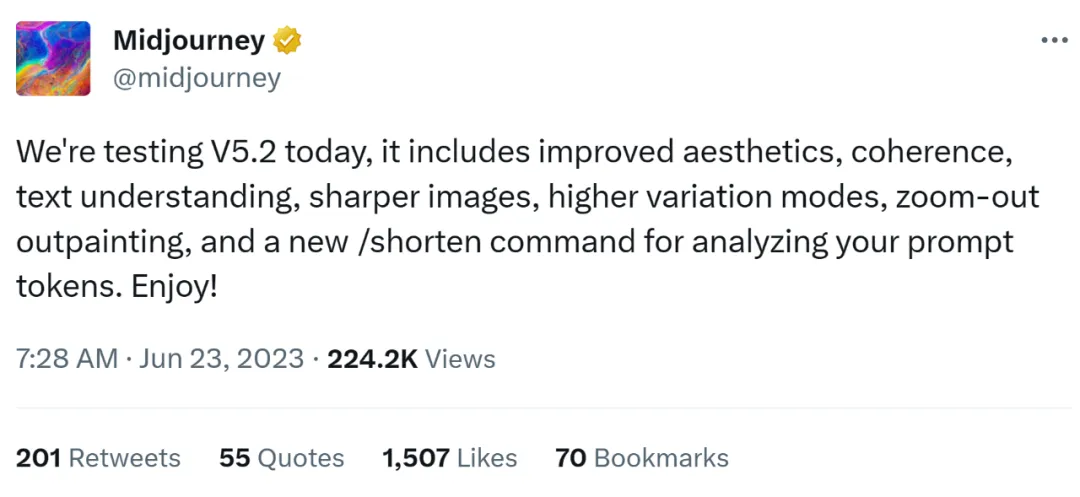 Midjourney
@midjourney
We're testing V5.2 today, it includes improved aesthetics, coherence,
text understanding, sharper images, higher variation modes, zoom-out
outpainting, and a new /shorten command for analyzing your prompt
tokens. Enjoy!
7:28 AM · Jun 23, 2023 · 224.2K Views
201 Retweets 55 Quotes 1,507 Likes 70 Bookmarks